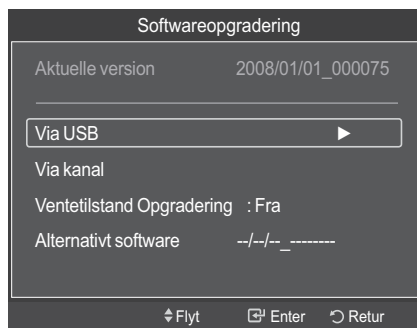 Softwareopgradering
Aktuelle version 2008/01/01_000075
Via USB ▶
Via kanal
Ventetilstand Opgradering : Fra
Alternativt software --/--/--_--------
Flyt Enter Retur